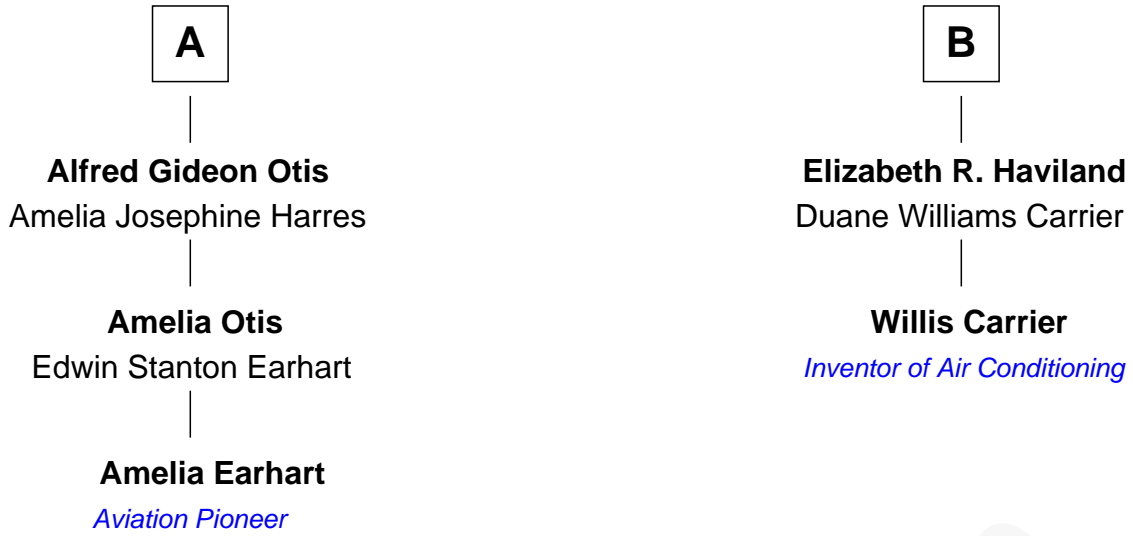 A
Alfred Gideon Otis
Amelia Josephine Harres
Amelia Otis
Edwin Stanton Earhart
Amelia Earhart
Aviation Pioneer
B
Elizabeth R. Haviland
Duane Williams Carrier
Willis Carrier
Inventor of Air Conditioning